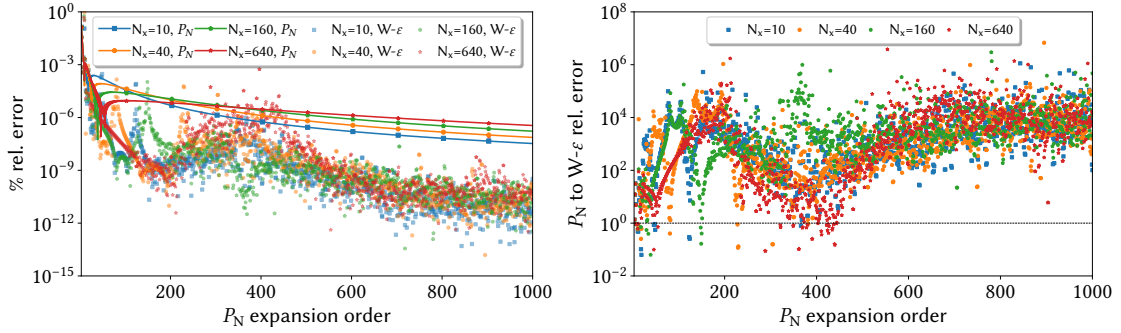 10⁰
10⁻³
10⁻⁶
10⁻⁹
10⁻¹²
10⁻¹⁵
% rel. error
Nₓ=10, P_N
Nₓ=160, P_N
Nₓ=10, W-ε
Nₓ=160, W-ε
Nₓ=40, P_N
Nₓ=640, P_N
Nₓ=40, W-ε
Nₓ=640, W-ε
200
400
600
800
1000
P_N expansion order
10⁸
10⁶
10⁴
10²
10⁰
10⁻²
P_N to W-ε rel. error
Nₓ=10
Nₓ=40
Nₓ=160
Nₓ=640
200
400
600
800
1000
P_N expansion order